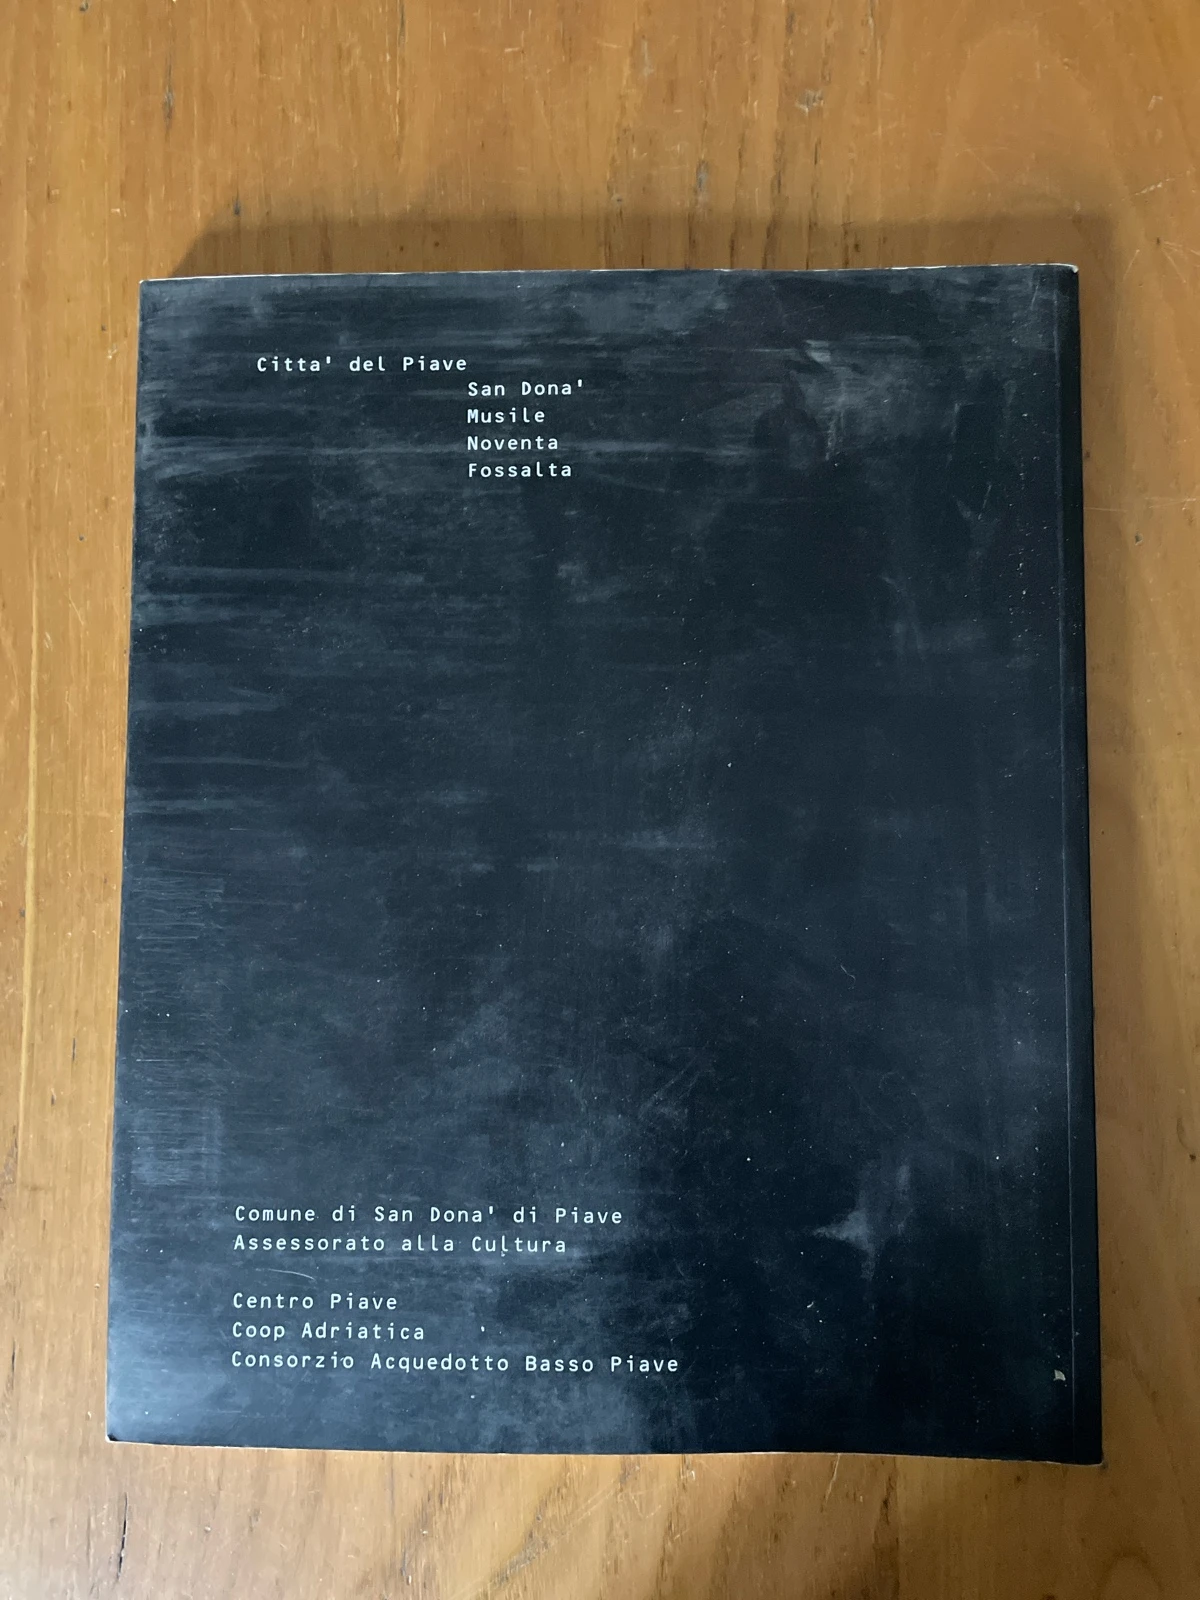 Citta' del Piave
San Dona'
Musile
Noventa
Fossalta
Comune di San Dona' di Piave
Assessorato alla Cultura
Centro Piave
Coop Adriatica
Consorzio Acquedotto Basso Piave